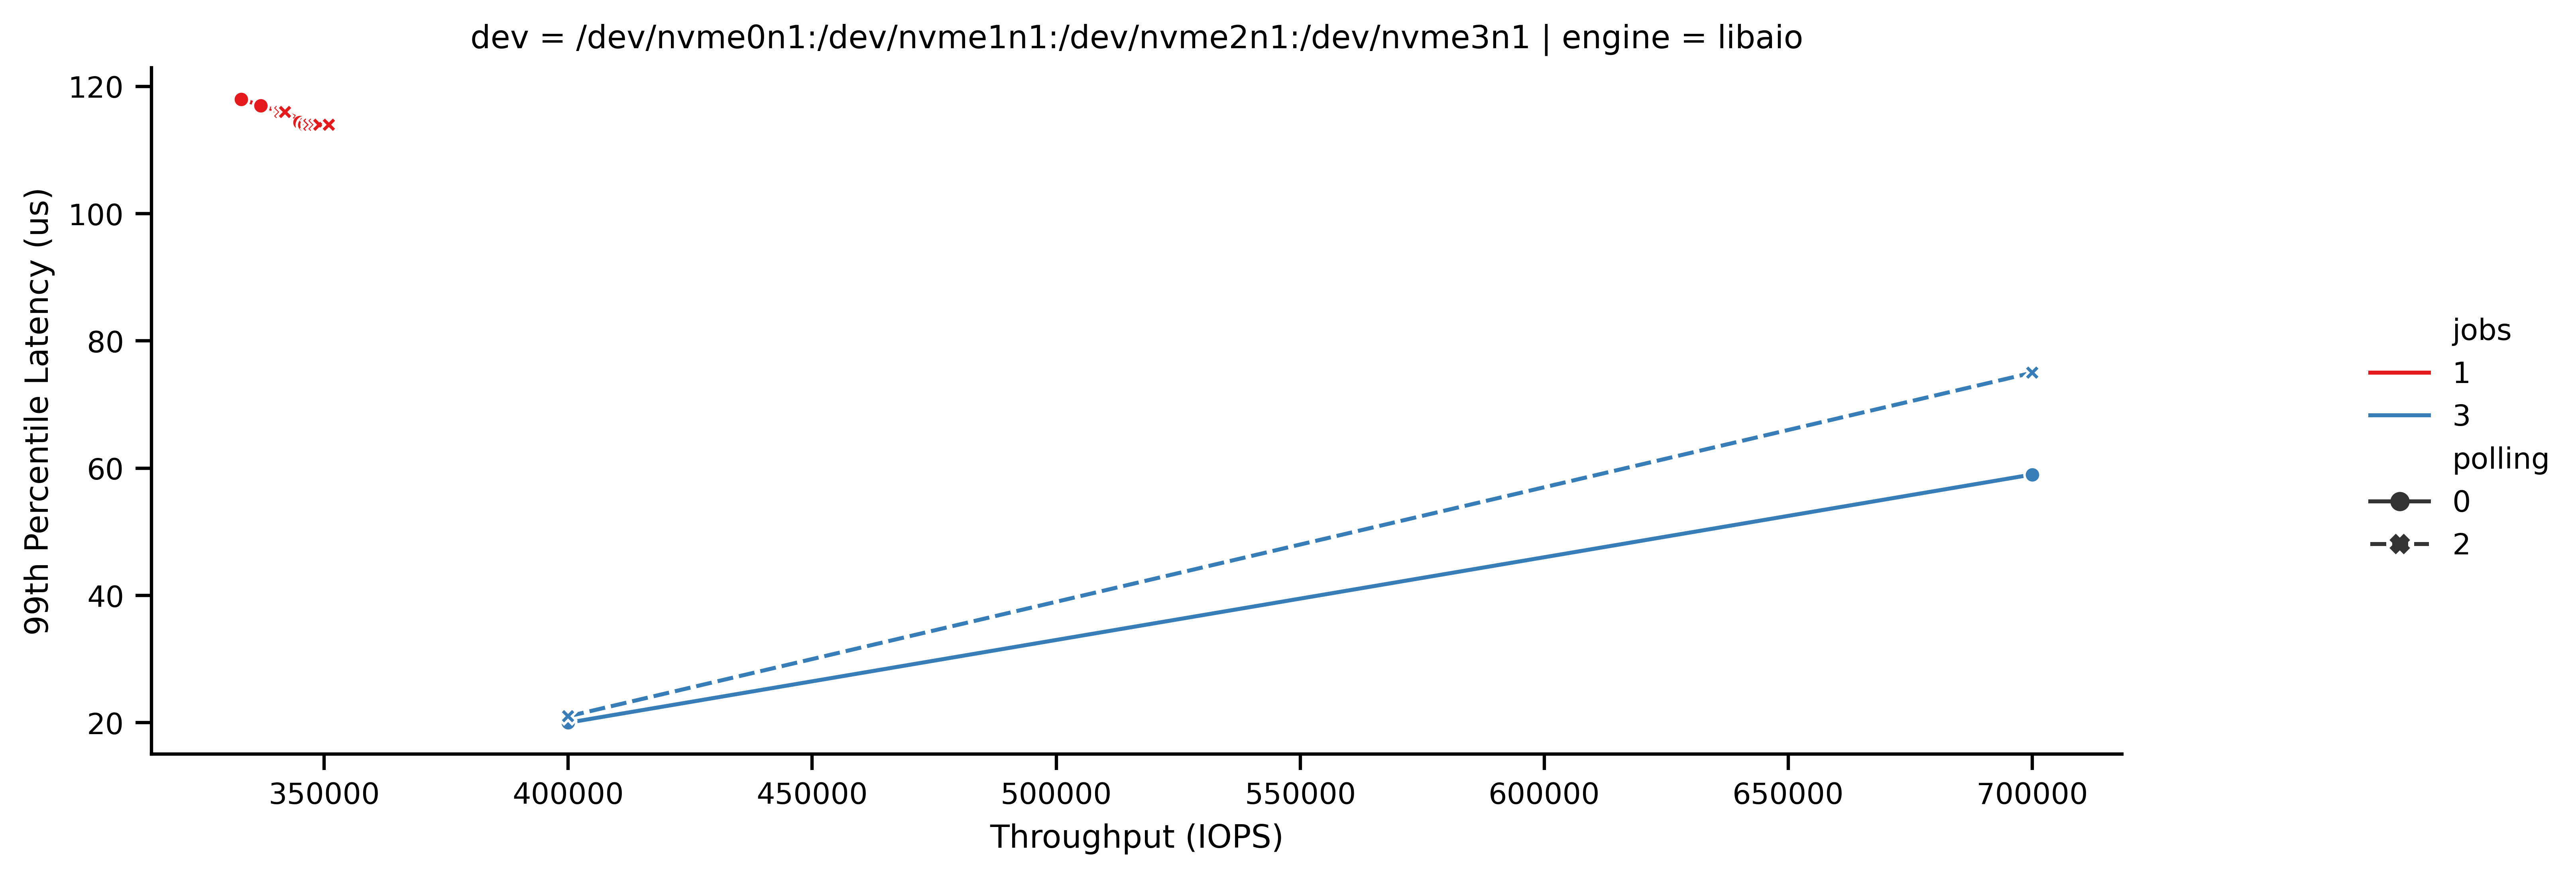 dev = /dev/nvme0n1:/dev/nvme1n1:/dev/nvme2n1:/dev/nvme3n1 | engine = libaio
99th Percentile Latency (us)
120
100
80
60
40
20
350000 400000 450000 500000 550000 600000 650000 700000
Throughput (IOPS)
jobs
1
3
polling
0
2